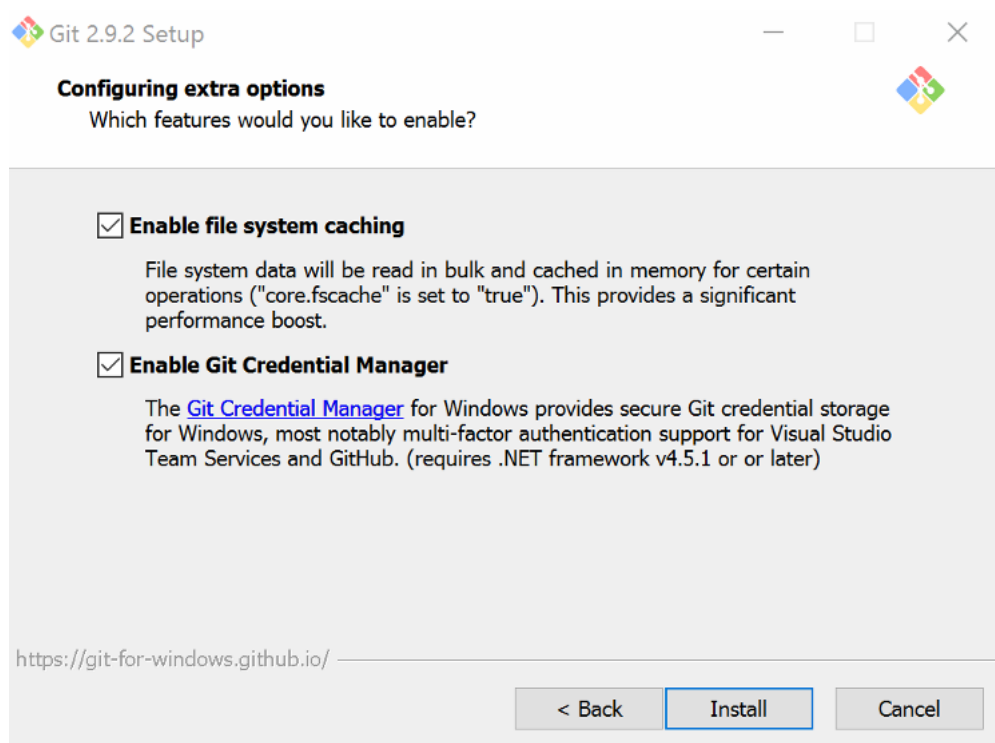 Git 2.9.2 Setup
Configuring extra options
Which features would you like to enable?
Enable file system caching
File system data will be read in bulk and cached in memory for certain
operations ("core.fscache" is set to "true"). This provides a significant
performance boost.
Enable Git Credential Manager
The Git Credential Manager for Windows provides secure Git credential storage
for Windows, most notably multi-factor authentication support for Visual Studio
Team Services and GitHub. (requires .NET framework v4.5.1 or or later)
https://git-for-windows.github.io/
< Back Install Cancel